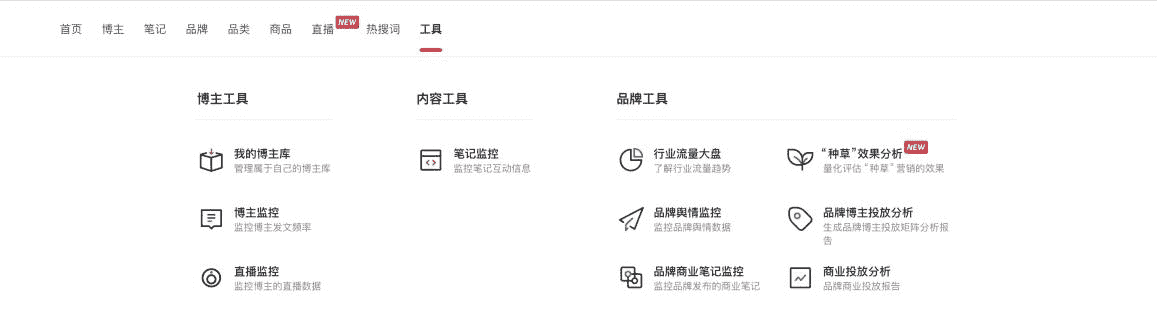 首页 博主 笔记 品牌 品类 商品 直播 NEW 热搜词 工具
博主工具
我的博主库
管理属于自己的博主库
博主监控
监控博主发文频率
直播监控
监控博主的直播数据
内容工具
笔记监控
监控笔记互动信息
品牌工具
行业流量大盘
了解行业流量趋势
品牌舆情监控
监控品牌舆情数据
品牌商业笔记监控
监控品牌发布的商业笔记
“种草”效果分析 NEW
量化评估“种草”营销的效果
品牌博主投放分析
生成品牌博主投放矩阵分析报
告
商业投放分析
品牌商业投放报告